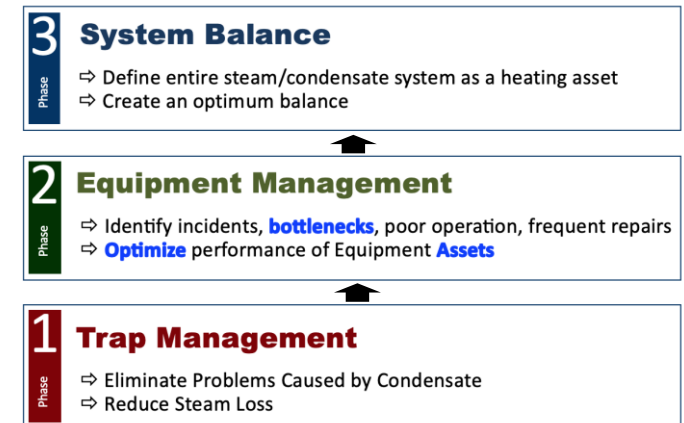 3 System Balance
Phase
⇨ Define entire steam/condensate system as a heating asset
⇨ Create an optimum balance
2 Equipment Management
Phase
⇨ Identify incidents, bottlenecks, poor operation, frequent repairs
⇨ Optimize performance of Equipment Assets
1 Trap Management
Phase
⇨ Eliminate Problems Caused by Condensate
⇨ Reduce Steam Loss